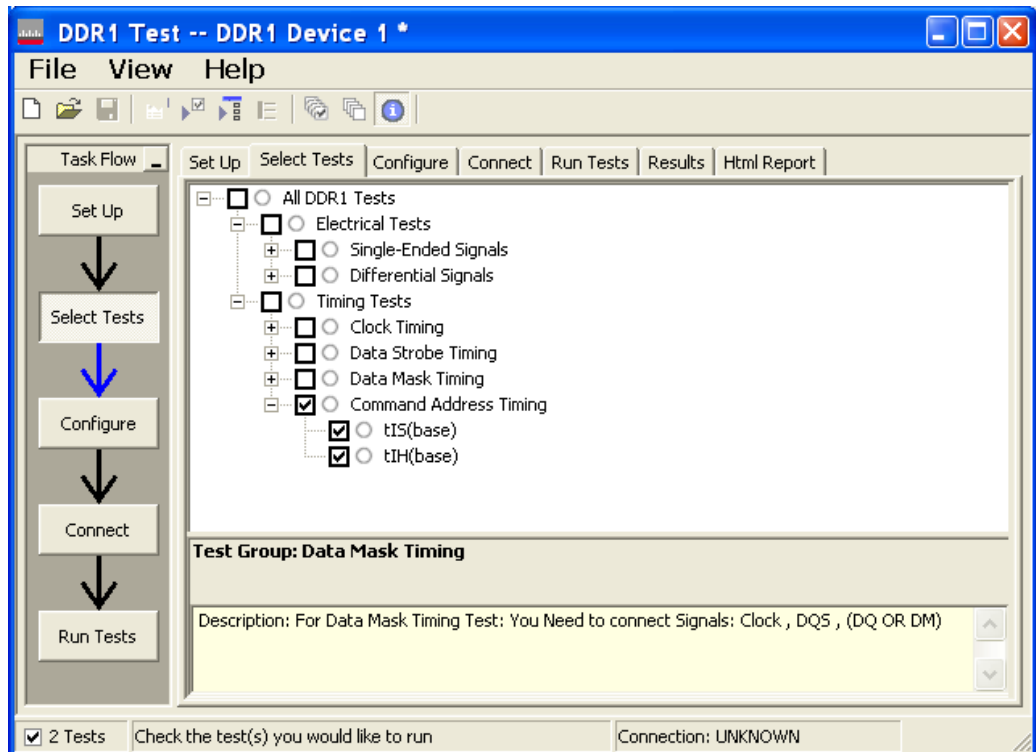 DDR1 Test -- DDR1 Device 1 *
File View Help
Task Flow
Set Up Select Tests Configure Connect Run Tests Results Html Report
Set Up
Select Tests
Configure
Connect
Run Tests
All DDR1 Tests
Electrical Tests
Single-Ended Signals
Differential Signals
Timing Tests
Clock Timing
Data Strobe Timing
Data Mask Timing
Command Address Timing
tIS(base)
tIH(base)
Test Group: Data Mask Timing
Description: For Data Mask Timing Test: You Need to connect Signals: Clock , DQS , (DQ OR DM)
2 Tests Check the test(s) you would like to run Connection: UNKNOWN